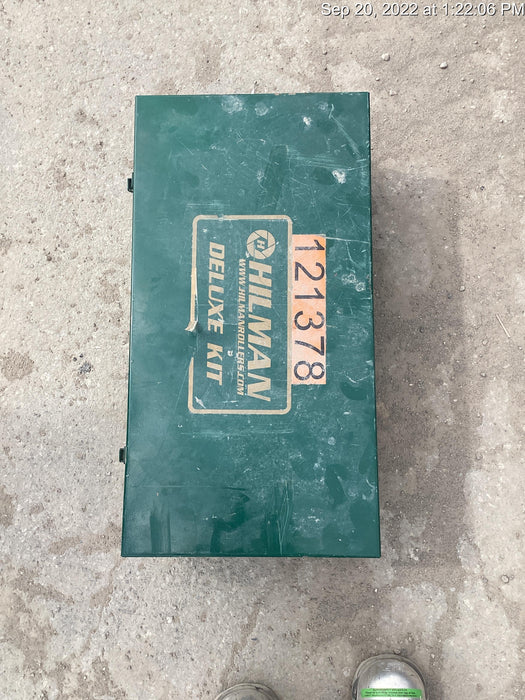 Sep 20, 2022 at 1:22:06 PM
121378
H HILMAN
WWW.HILMANROLLERS.COM
DELUXE KIT